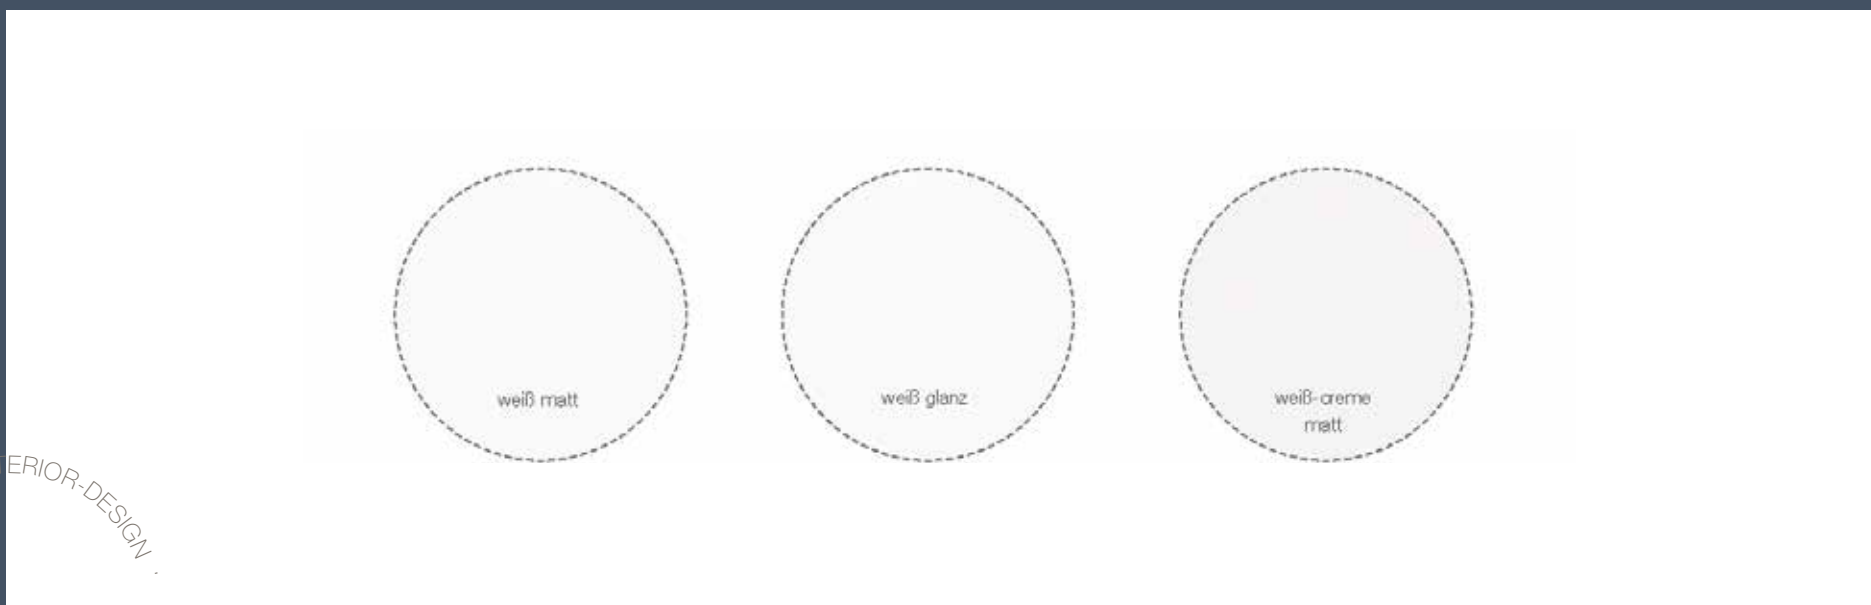 weiß matt
weiß glanz
weiß-creme
matt
ERIOR-DESIGN